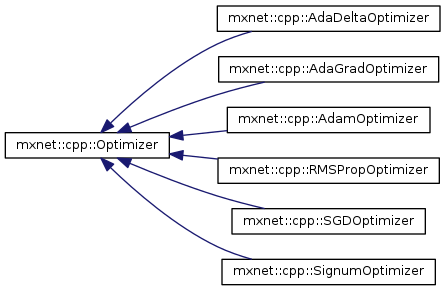 mxnet::cpp::AdaDeltaOptimizer
mxnet::cpp::AdaGradOptimizer
mxnet::cpp::AdamOptimizer
mxnet::cpp::Optimizer
mxnet::cpp::RMSPropOptimizer
mxnet::cpp::SGDOptimizer
mxnet::cpp::SignumOptimizer